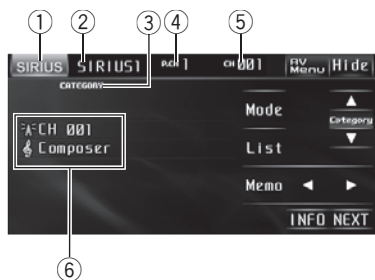 ① ② ③ ④ ⑤
SIRIUS SIRIUS1 P.CH 1 CH 001 AV Menu Hide
CATEGORY
Mode
Category
CH 001
Composer
List
Memo
INFO NEXT
⑥